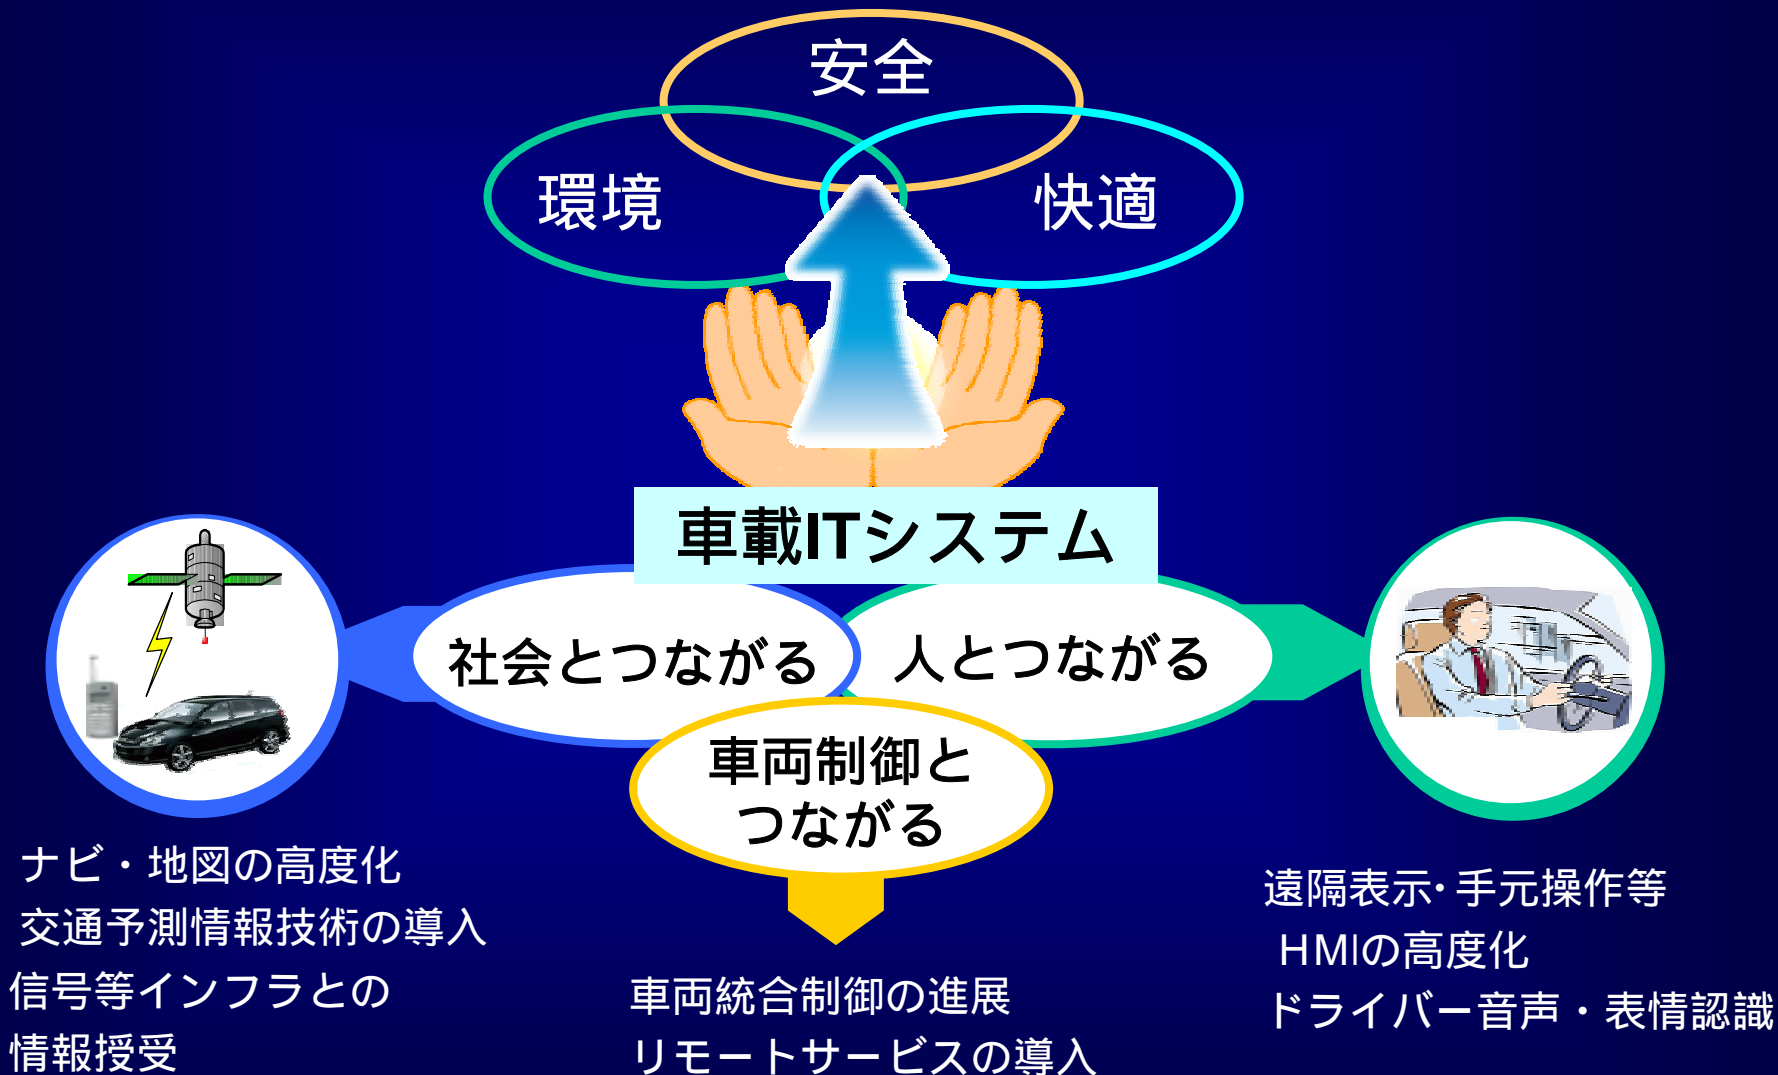 安全
環境
快適
車載ITシステム
社会とつながる
人とつながる
車両制御と
つながる
ナビ・地図の高度化
交通予測情報技術の導入
信号等インフラとの
情報授受
車両統合制御の進展
リモートサービスの導入
遠隔表示・手元操作等
HMIの高度化
ドライバー音声・表情認識